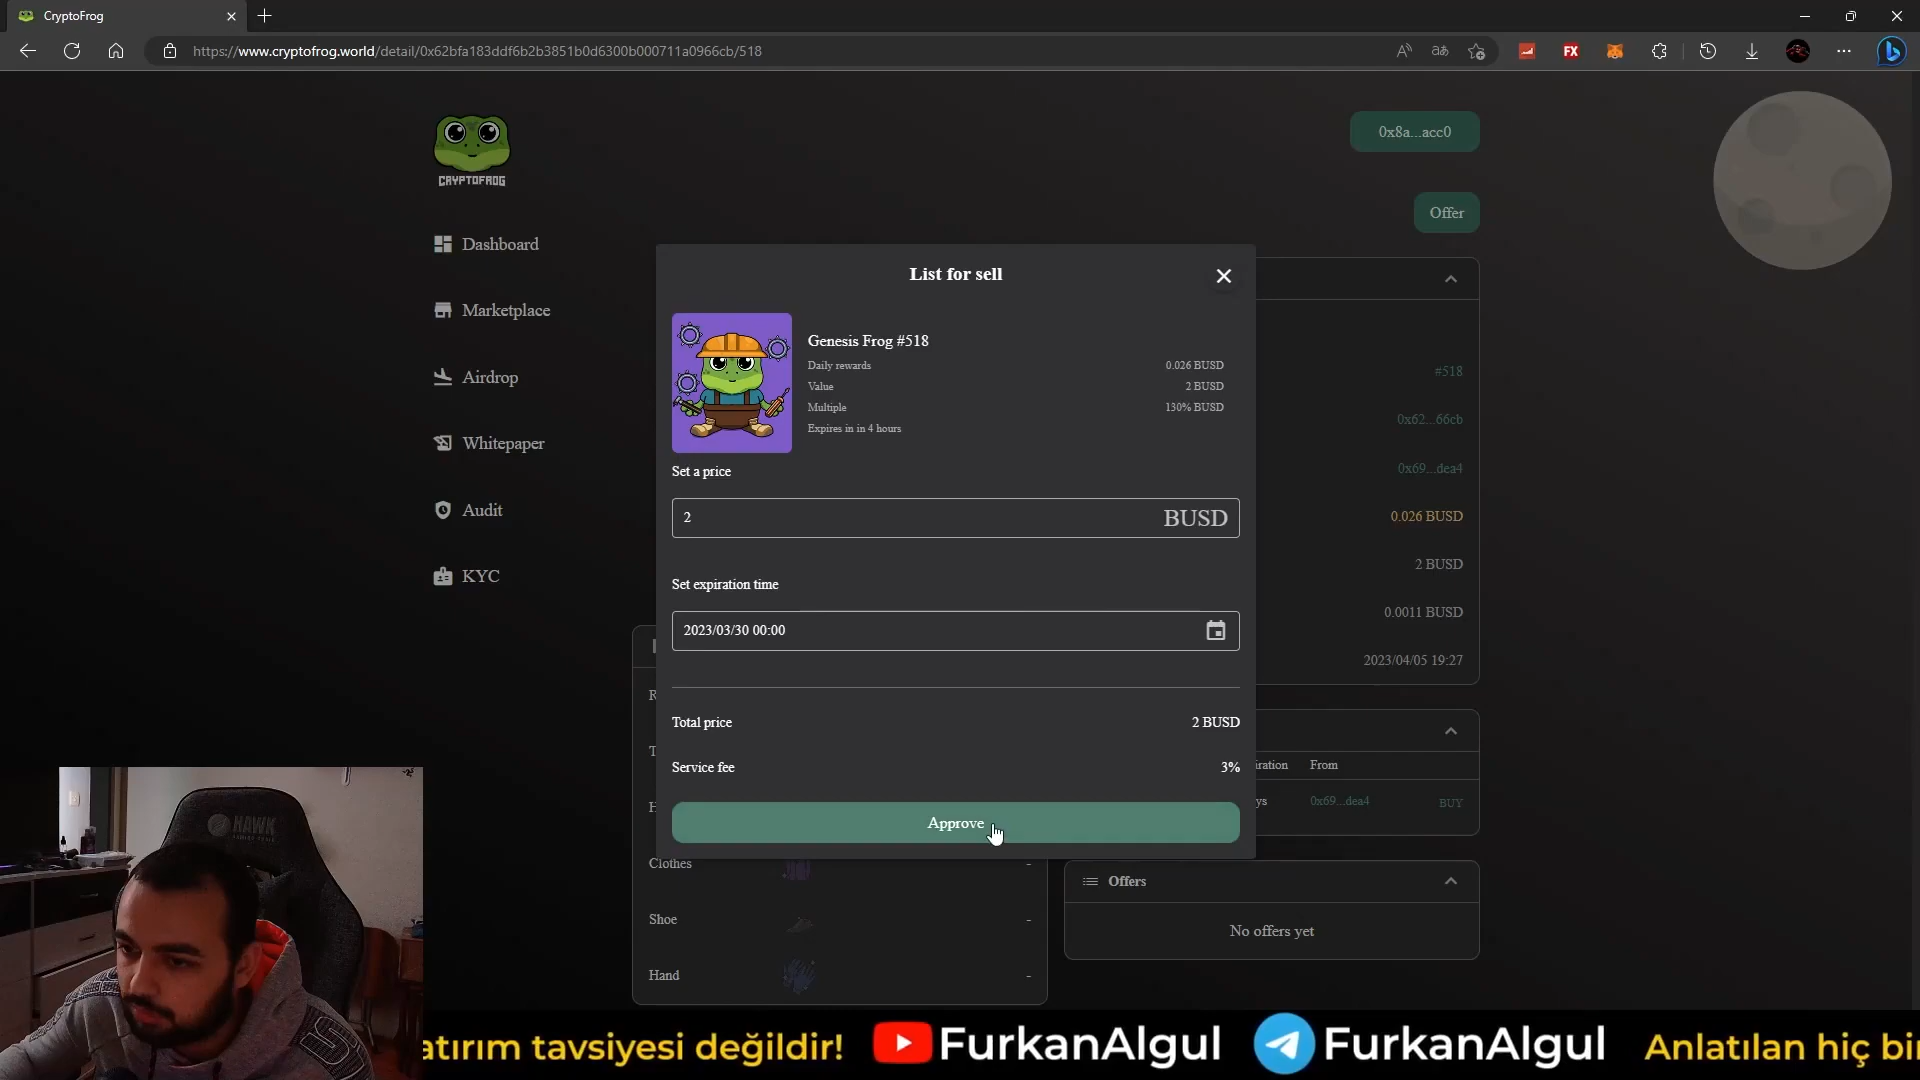 CryptoFrog
https://www.cryptofrog.world/detail/0x62bfa183ddf6b2b3851b0d6300b000711a0966cb/518
CRYPTOFROG
0x8a...acc0
Offer
Dashboard
Marketplace
Airdrop
Whitepaper
Audit
KYC
List for sell
Genesis Frog #518
Daily rewards 0.026 BUSD
Value 2 BUSD
Multiple 130% BUSD
Expires in in 4 hours
Set a price
2 BUSD
Set expiration time
2023/03/30 00:00
Total price 2 BUSD
Service fee 3%
Approve
#518
0x62...66cb
0x69...dea4
0.026 BUSD
2 BUSD
0.0011 BUSD
2023/04/05 19:27
iration From
ys 0x69...dea4 BUY
Clothes -
Shoe -
Hand -
Offers
No offers yet
HAWK
atırım tavsiyesi değildir! FurkanAlgul FurkanAlgul Anlatılan hiç bir